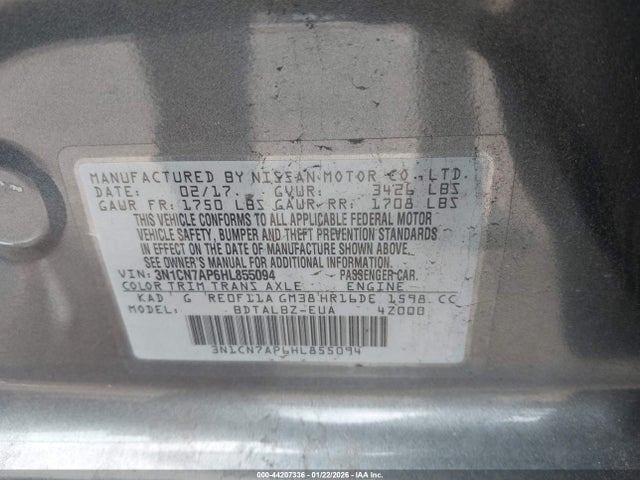 MANUFACTURED BY NISSAN MOTOR CO., LTD.
DATE: 02/17 GVWR: 3426 LBS
GAWR FR: 1750 LBS GAWR RR: 1708 LBS
THIS VEHICLE CONFORMS TO ALL APPLICABLE FEDERAL MOTOR
VEHICLE SAFETY, BUMPER AND THEFT PREVENTION STANDARDS
IN EFFECT ON THE DATE OF MANUFACTURE SHOWN ABOVE.
SEE OWNER'S MANUAL FOR ADDITIONAL INFORMATION.
VIN: 3N1CN7AP6HL855094 PASSENGER CAR.
COLOR TRIM TRANS AXLE ENGINE
KAD G RE0F11A GM38 HR16DE 1598 CC
MODEL: BDTALBZ-EUA 4Z000
3N1CN7AP6HL855094
000-44207336 - 01/22/2026 - IAAI.COM